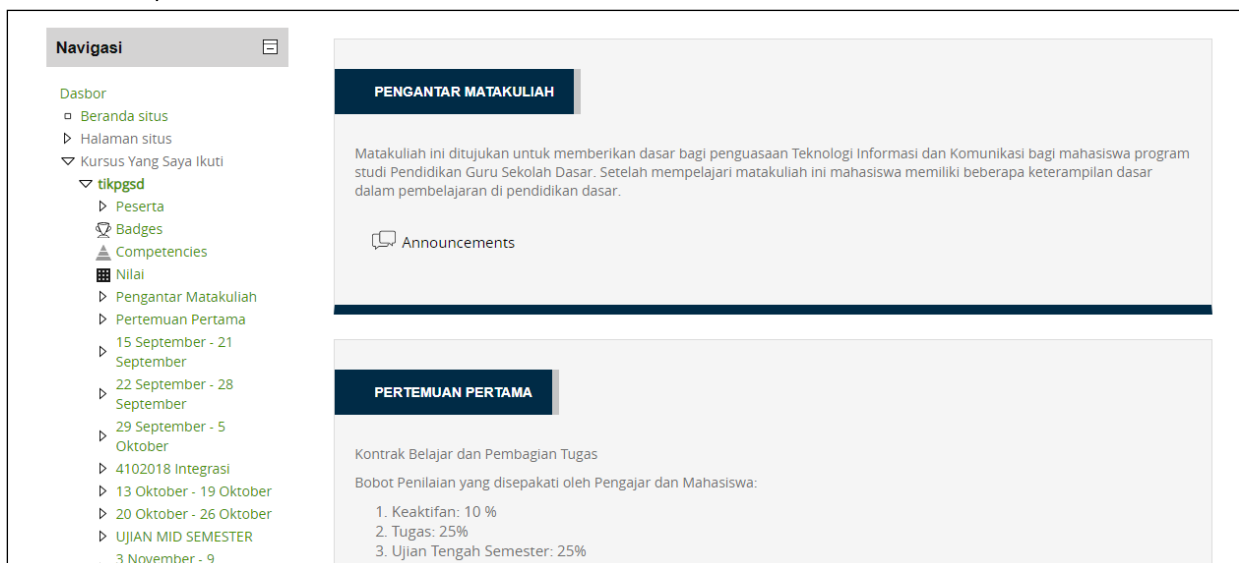 Navigasi
Dasbor
Beranda situs
Halaman situs
Kursus Yang Saya Ikuti
tikpgsd
Peserta
Badges
Competencies
Nilai
Pengantar Matakuliah
Pertemuan Pertama
15 September - 21
September
22 September - 28
September
29 September - 5
Oktober
4102018 Integrasi
13 Oktober - 19 Oktober
20 Oktober - 26 Oktober
UJIAN MID SEMESTER
3 November - 9
PENGANTAR MATAKULIAH
Matakuliah ini ditujukan untuk memberikan dasar bagi penguasaan Teknologi Informasi dan Komunikasi bagi mahasiswa program
studi Pendidikan Guru Sekolah Dasar. Setelah mempelajari matakuliah ini mahasiswa memiliki beberapa keterampilan dasar
dalam pembelajaran di pendidikan dasar.
Announcements
PERTEMUAN PERTAMA
Kontrak Belajar dan Pembagian Tugas
Bobot Penilaian yang disepakati oleh Pengajar dan Mahasiswa:
1. Keaktifan: 10 %
2. Tugas: 25%
3. Ujian Tengah Semester: 25%